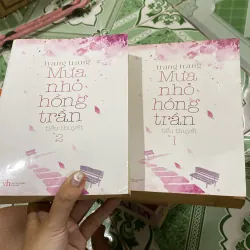 trang trang
Mưa
nhỏ
hồng
trần
tiểu thuyết
2
trang trang
Mưa
nhỏ
hồng
trần
tiểu thuyết
1